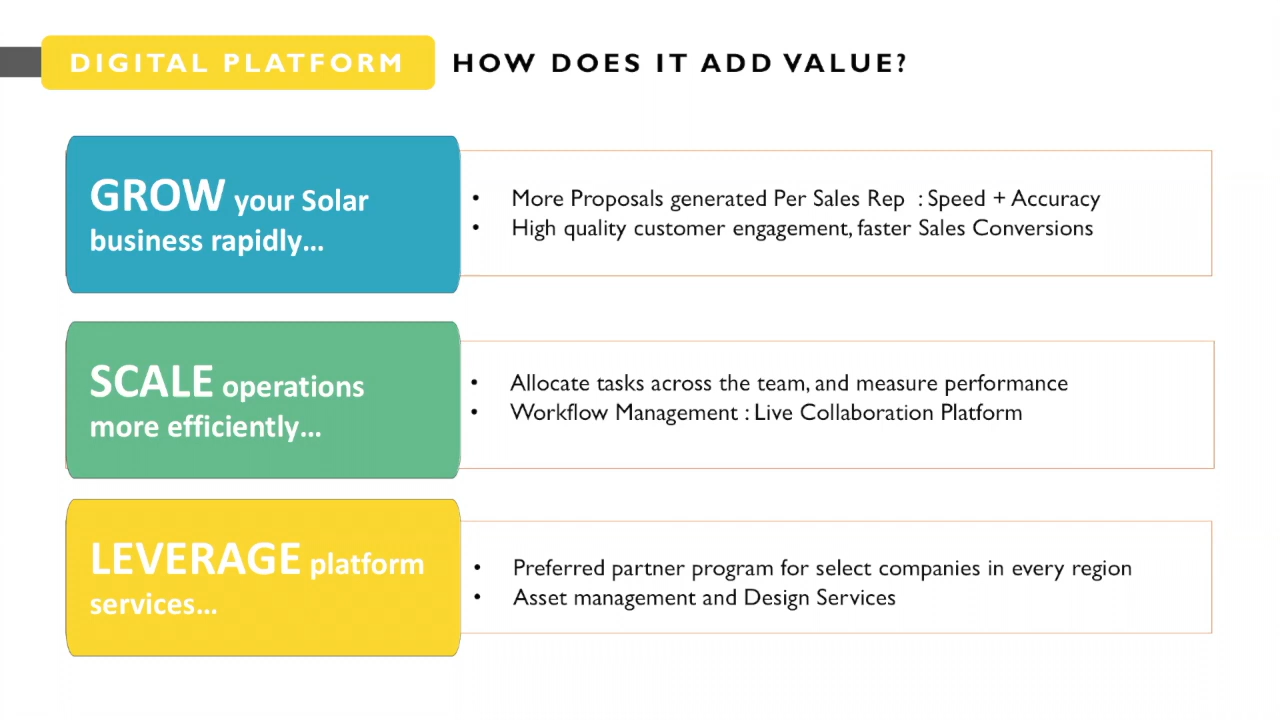 DIGITAL PLATFORM HOW DOES IT ADD VALUE?
GROW your Solar
business rapidly...
• More Proposals generated Per Sales Rep : Speed + Accuracy
• High quality customer engagement, faster Sales Conversions
SCALE operations
more efficiently...
• Allocate tasks across the team, and measure performance
• Workflow Management : Live Collaboration Platform
LEVERAGE platform
services...
• Preferred partner program for select companies in every region
• Asset management and Design Services